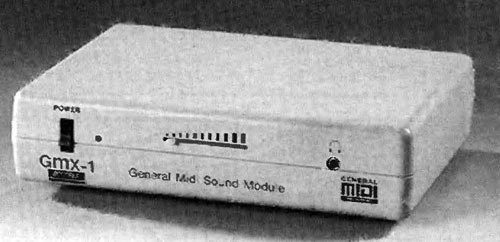 POWER
Gmx-1
General Midi Sound Module
GENERAL
MIDI